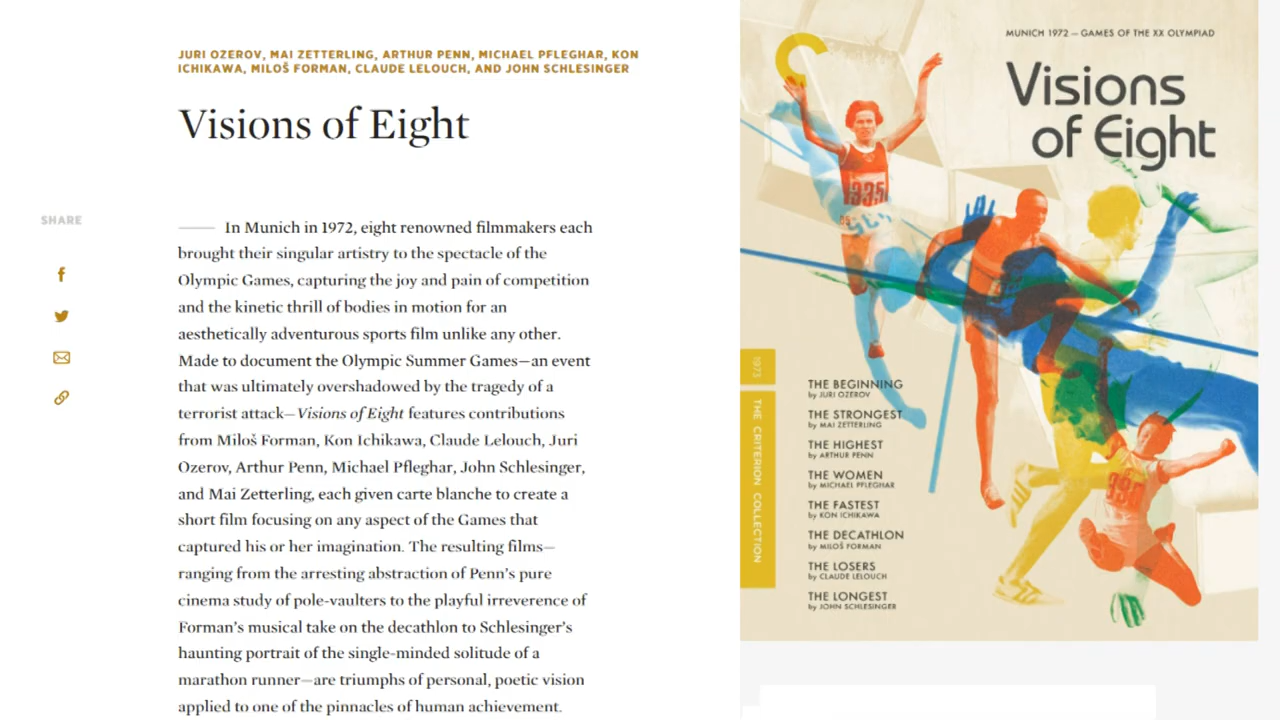 JURI OZEROV, MAI ZETTERLING, ARTHUR PENN, MICHAEL PFLEGHAR, KON
ICHIKAWA, MILOŠ FORMAN, CLAUDE LELOUCH, AND JOHN SCHLESINGER
Visions of Eight
SHARE
In Munich in 1972, eight renowned filmmakers each
brought their singular artistry to the spectacle of the
Olympic Games, capturing the joy and pain of competition
and the kinetic thrill of bodies in motion for an
aesthetically adventurous sports film unlike any other.
Made to document the Olympic Summer Games—an event
that was ultimately overshadowed by the tragedy of a
terrorist attack—Visions of Eight features contributions
from Miloš Forman, Kon Ichikawa, Claude Lelouch, Juri
Ozerov, Arthur Penn, Michael Pfleghar, John Schlesinger,
and Mai Zetterling, each given carte blanche to create a
short film focusing on any aspect of the Games that
captured his or her imagination. The resulting films—
ranging from the arresting abstraction of Penn's pure
cinema study of pole-vaulters to the playful irreverence of
Forman's musical take on the decathlon to Schlesinger's
haunting portrait of the single-minded solitude of a
marathon runner—are triumphs of personal, poetic vision
applied to one of the pinnacles of human achievement.
MUNICH 1972 – GAMES OF THE XX OLYMPIAD
Visions
of Eight
335
980
1973
THE CRITERION COLLECTION
THE BEGINNING
by JURI OZEROV
THE STRONGEST
by MAI ZETTERLING
THE HIGHEST
by ARTHUR PENN
THE WOMEN
by MICHAEL PFLEGHAR
THE FASTEST
by KON ICHIKAWA
THE DECATHLON
by MILOŠ FORMAN
THE LOSERS
by CLAUDE LELOUCH
THE LONGEST
by JOHN SCHLESINGER